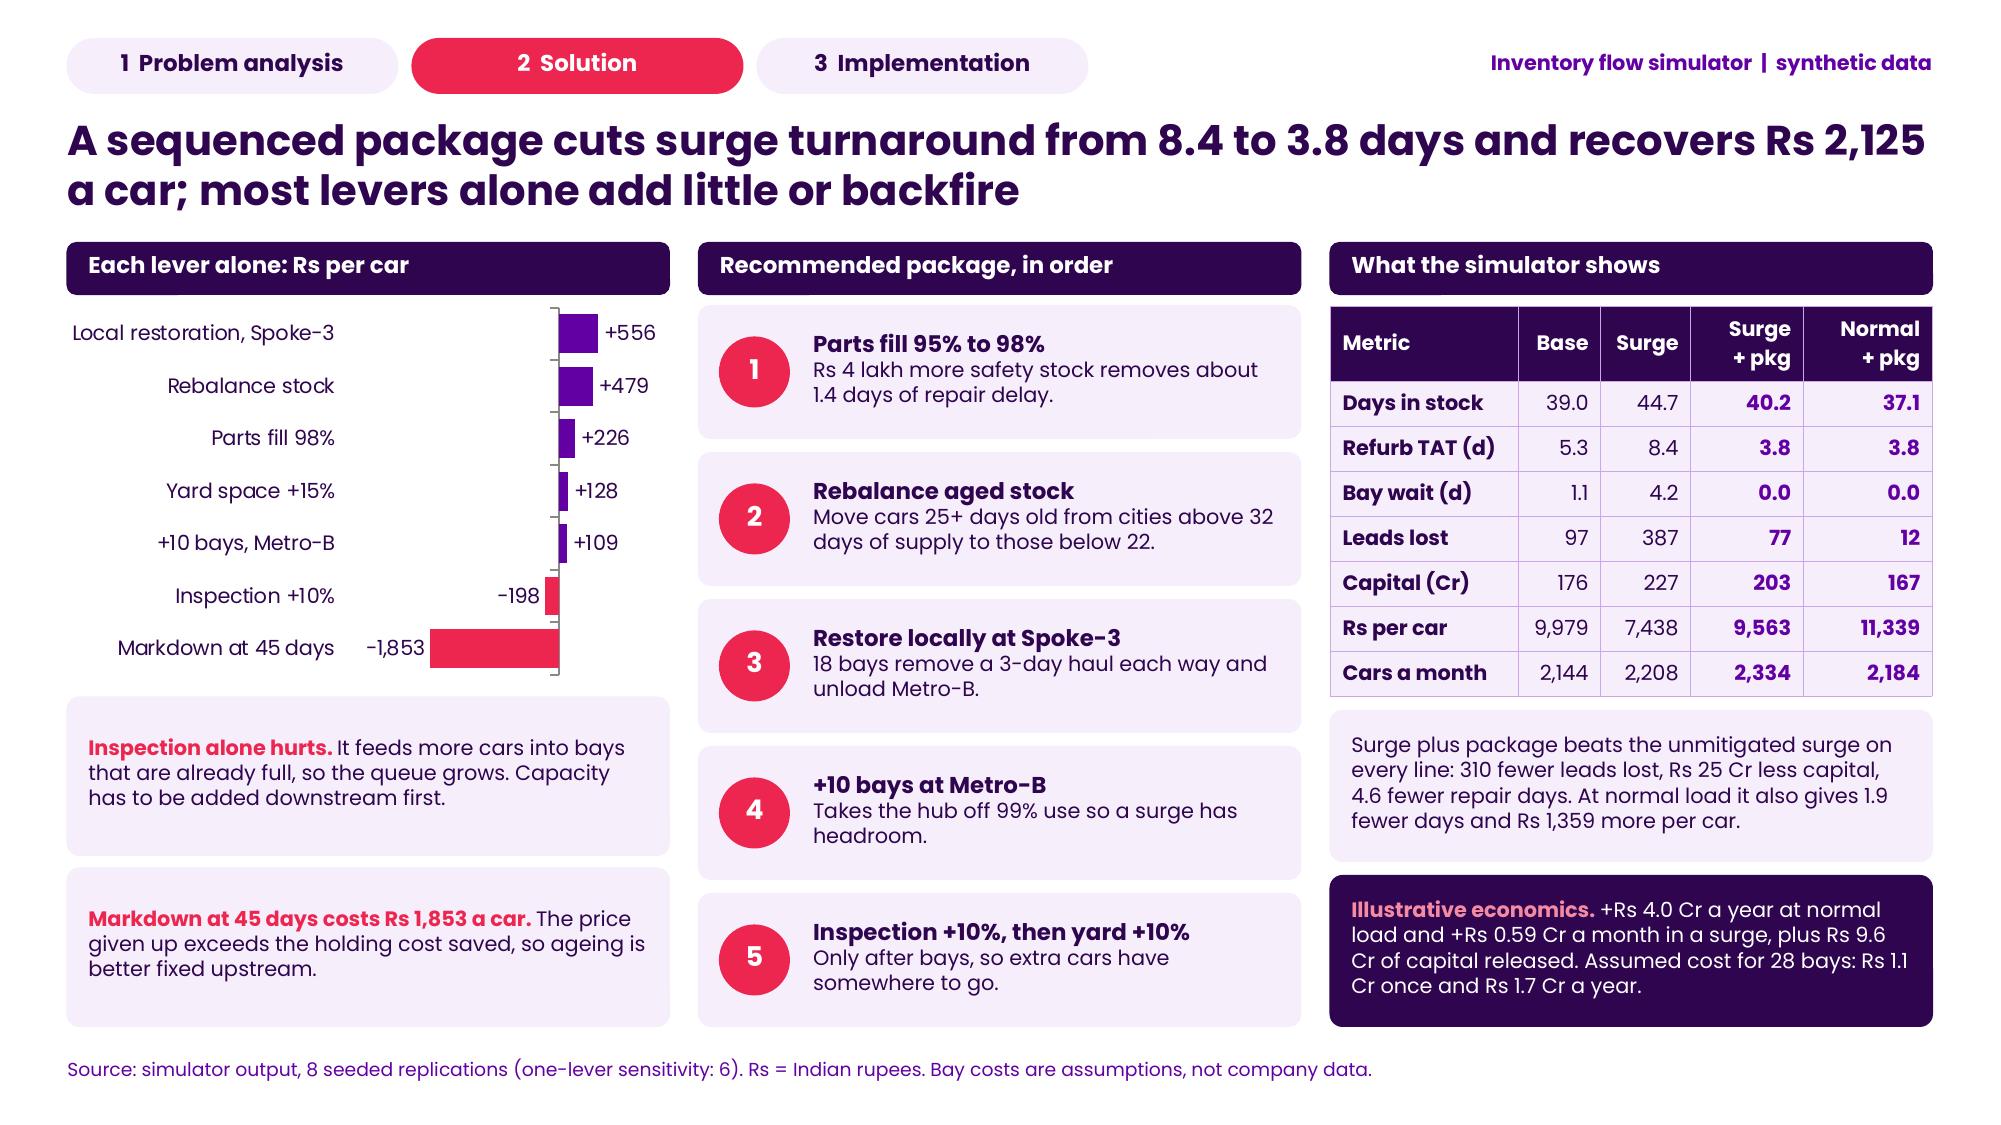 1 Problem analysis
2 Solution
3 Implementation
Inventory flow simulator | synthetic data
A sequenced package cuts surge turnaround from 8.4 to 3.8 days and recovers Rs 2,125
a car; most levers alone add little or backfire
Each lever alone: Rs per car
Local restoration, Spoke-3 +556
Rebalance stock +479
Parts fill 98% +226
Yard space +15% +128
+10 bays, Metro-B +109
Inspection +10% -198
Markdown at 45 days -1,853
Inspection alone hurts. It feeds more cars into bays
that are already full, so the queue grows. Capacity
has to be added downstream first.
Markdown at 45 days costs Rs 1,853 a car. The price
given up exceeds the holding cost saved, so ageing is
better fixed upstream.
Recommended package, in order
1
Parts fill 95% to 98%
Rs 4 lakh more safety stock removes about
1.4 days of repair delay.
2
Rebalance aged stock
Move cars 25+ days old from cities above 32
days of supply to those below 22.
3
Restore locally at Spoke-3
18 bays remove a 3-day haul each way and
unload Metro-B.
4
+10 bays at Metro-B
Takes the hub off 99% use so a surge has
headroom.
5
Inspection +10%, then yard +10%
Only after bays, so extra cars have
somewhere to go.
What the simulator shows
Metric Base Surge Surge + pkg Normal + pkg
Days in stock 39.0 44.7 40.2 37.1
Refurb TAT (d) 5.3 8.4 3.8 3.8
Bay wait (d) 1.1 4.2 0.0 0.0
Leads lost 97 387 77 12
Capital (Cr) 176 227 203 167
Rs per car 9,979 7,438 9,563 11,339
Cars a month 2,144 2,208 2,334 2,184
Surge plus package beats the unmitigated surge on
every line: 310 fewer leads lost, Rs 25 Cr less capital,
4.6 fewer repair days. At normal load it also gives 1.9
fewer days and Rs 1,359 more per car.
Illustrative economics. +Rs 4.0 Cr a year at normal
load and +Rs 0.59 Cr a month in a surge, plus Rs 9.6
Cr of capital released. Assumed cost for 28 bays: Rs 1.1
Cr once and Rs 1.7 Cr a year.
Source: simulator output, 8 seeded replications (one-lever sensitivity: 6). Rs = Indian rupees. Bay costs are assumptions, not company data.